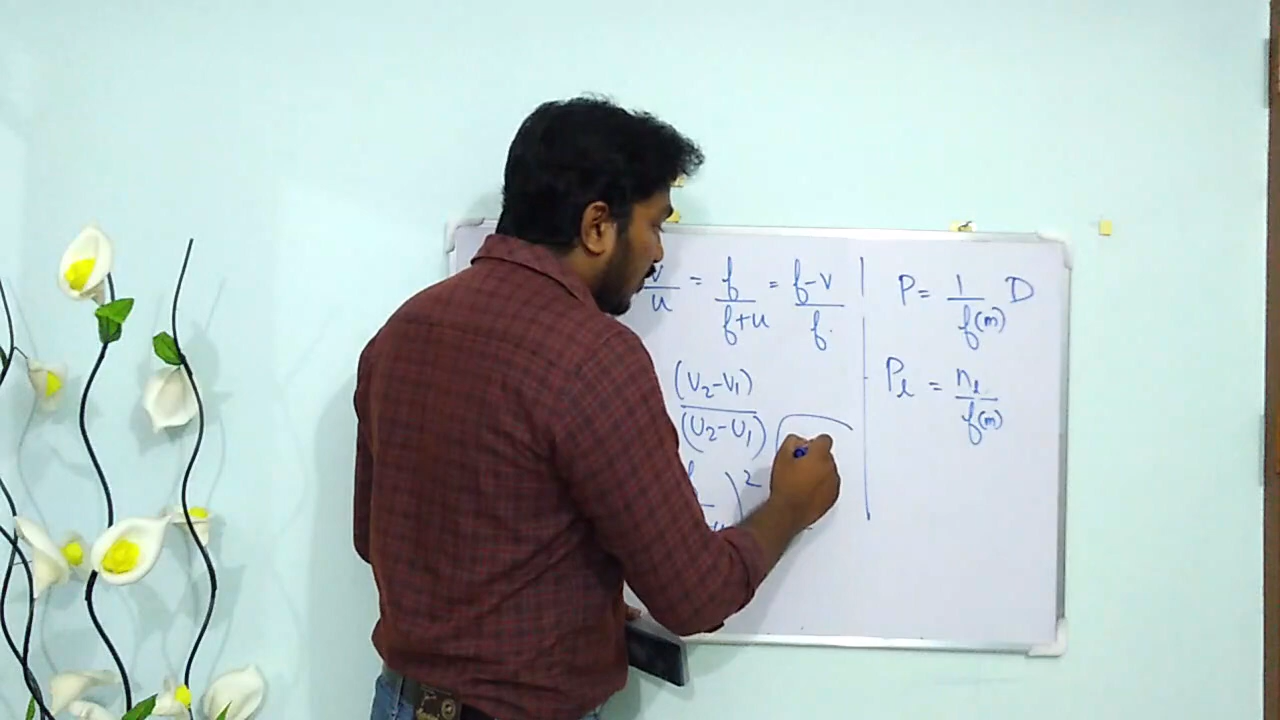 v/u = f/(f+u) = (f-v)/f
(V₂-V₁)/(U₂-U₁)
)²
P = 1/f(m) D
Pₗ = nₗ/f(m)